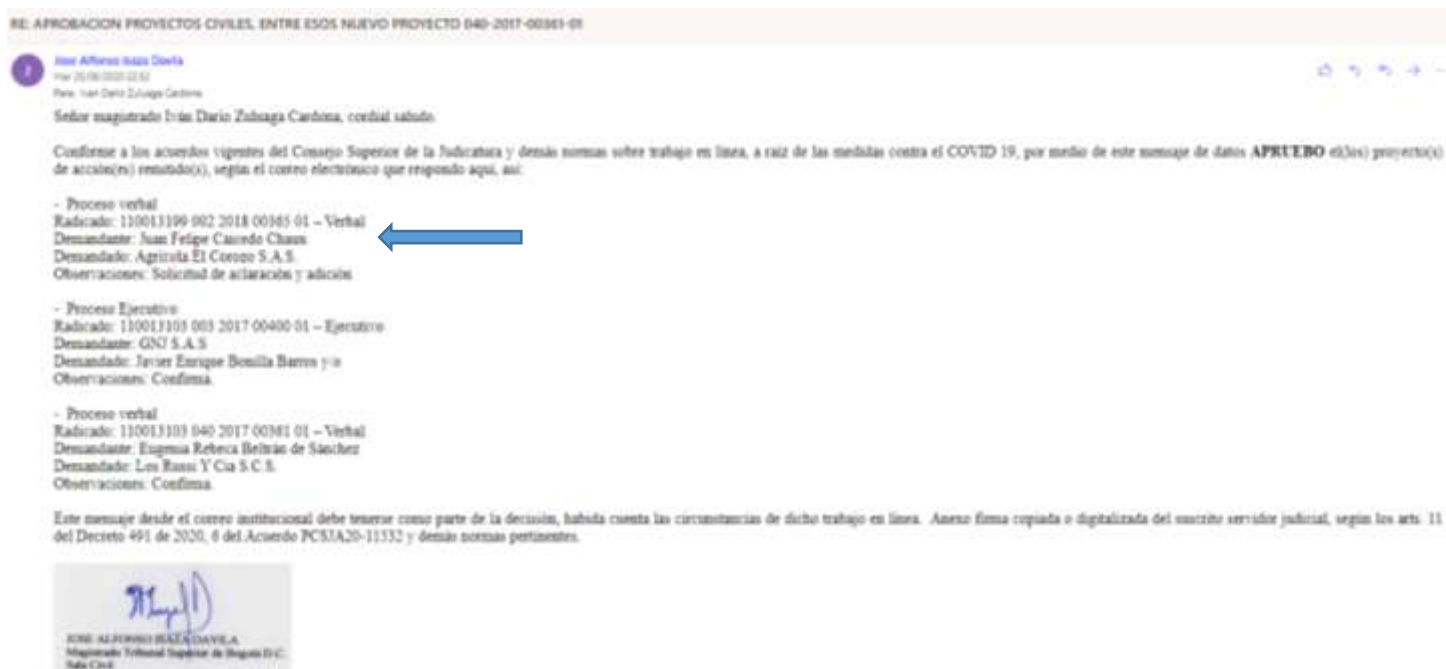 RE: APROBACION PROYECTOS CIVILES, ENTRE ESOS NUEVO PROYECTO 040-2017-00361-01
Jose Alfonso Isaza Davila
Para: Ivan Dario Zuluaga Cardona
Señor magistrado Iván Darío Zuluaga Cardona, cordial saludo.
Conforme a los acuerdos vigentes del Consejo Superior de la Judicatura y demás normas sobre trabajo en línea, a raíz de las medidas contra el COVID 19, por medio de este mensaje de datos APRUEBO el(los) proyecto(s)
de acción(es) remitido(s), según el correo electrónico que respondo aquí, así:
- Proceso verbal
Radicado: 110013199 002 2018 00365 01 – Verbal
Demandante: Juan Felipe Caicedo Chaux
Demandado: Agrícola El Corozo S.A.S.
Observaciones: Solicitud de aclaración y adición
- Proceso Ejecutivo
Radicado: 110013103 003 2017 00400 01 – Ejecutivo
Demandante: GNJ S.A.S
Demandado: Javier Enrique Bonilla Barros y/o
Observaciones: Confirma.
- Proceso verbal
Radicado: 110013103 040 2017 00361 01 – Verbal
Demandante: Eugenia Rebeca Beltrán de Sánchez
Demandado: Los Rassi Y Cia S.C.S.
Observaciones: Confirma.
Este mensaje desde el correo institucional debe tenerse como parte de la decisión, habida cuenta las circunstancias de dicho trabajo en línea. Anexo firma copiada o digitalizada del suscrito servidor judicial, según los arts. 11
del Decreto 491 de 2020, 6 del Acuerdo PCSJA20-11532 y demás normas pertinentes.
JOSE ALFONSO ISAZA DAVILA
Magistrado Tribunal Superior de Bogotá D.C.
Sala Civil